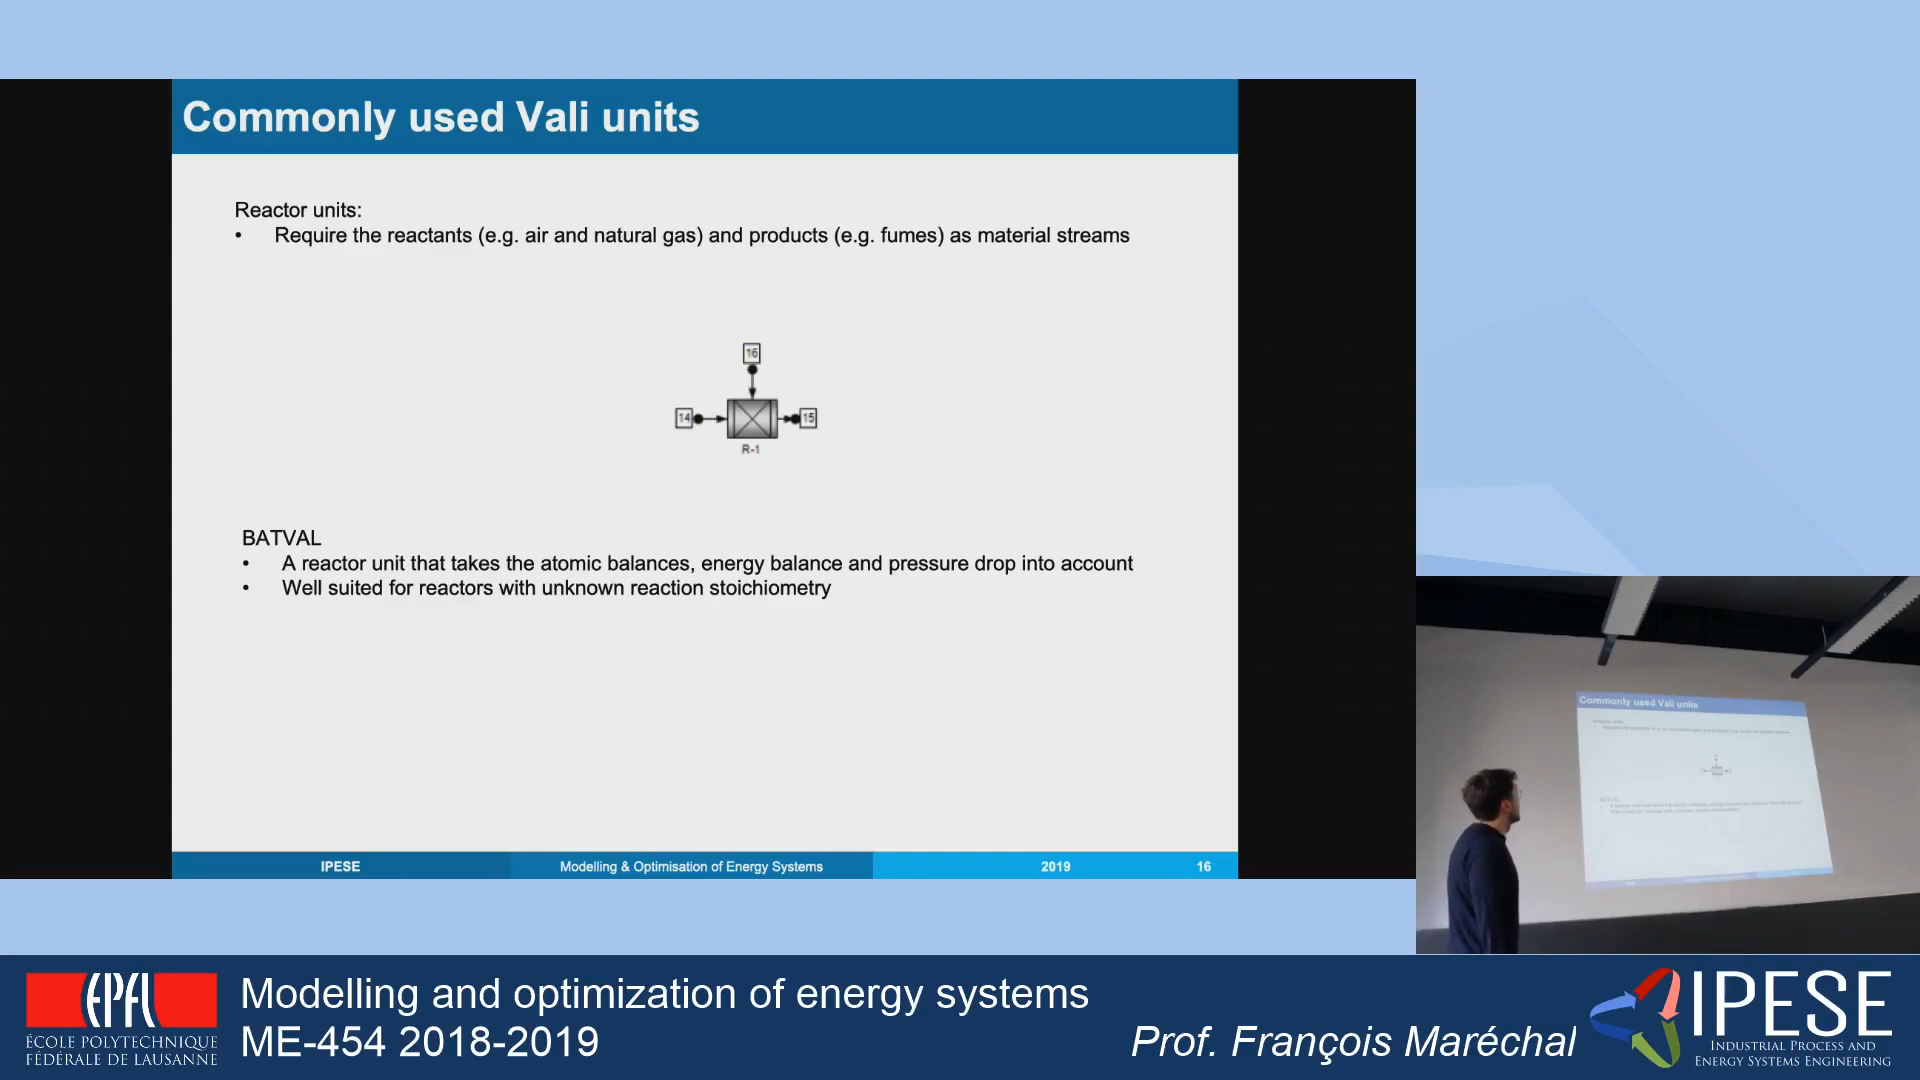 Commonly used Vali units
Reactor units:
• Require the reactants (e.g. air and natural gas) and products (e.g. fumes) as material streams
16
14
15
R-1
BATVAL
• A reactor unit that takes the atomic balances, energy balance and pressure drop into account
• Well suited for reactors with unknown reaction stoichiometry
IPESE
Modelling & Optimisation of Energy Systems
2019
16
Commonly used Vali units
EPFL
ÉCOLE POLYTECHNIQUE
FÉDÉRALE DE LAUSANNE
Modelling and optimization of energy systems
ME-454 2018-2019
Prof. François Maréchal
IPESE
INDUSTRIAL PROCESS AND
ENERGY SYSTEMS ENGINEERING